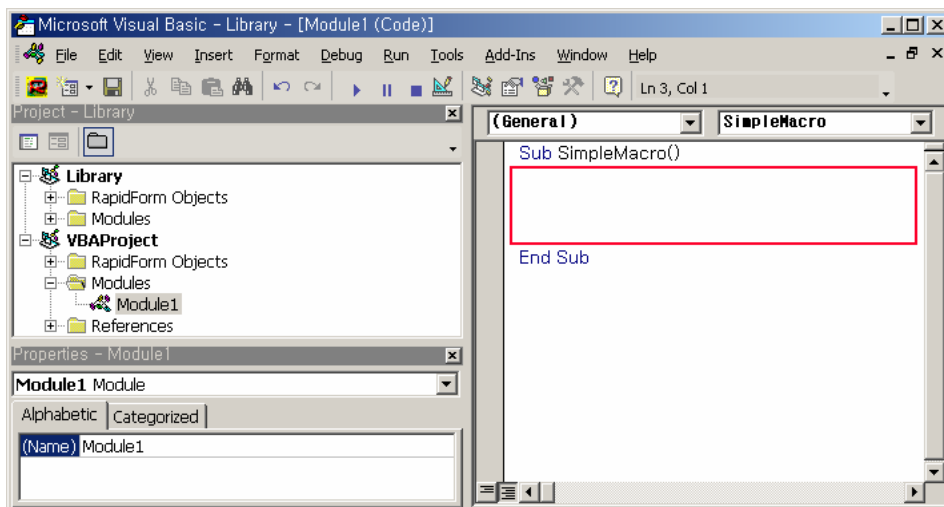 Microsoft Visual Basic - Library - [Module1 (Code)]
File Edit View Insert Format Debug Run Tools Add-Ins Window Help
Ln 3, Col 1
Project - Library
Library
RapidForm Objects
Modules
VBAProject
RapidForm Objects
Modules
Module1
References
Properties - Module1
Module1 Module
Alphabetic Categorized
(Name) Module1
(General) SimpleMacro
Sub SimpleMacro()
End Sub